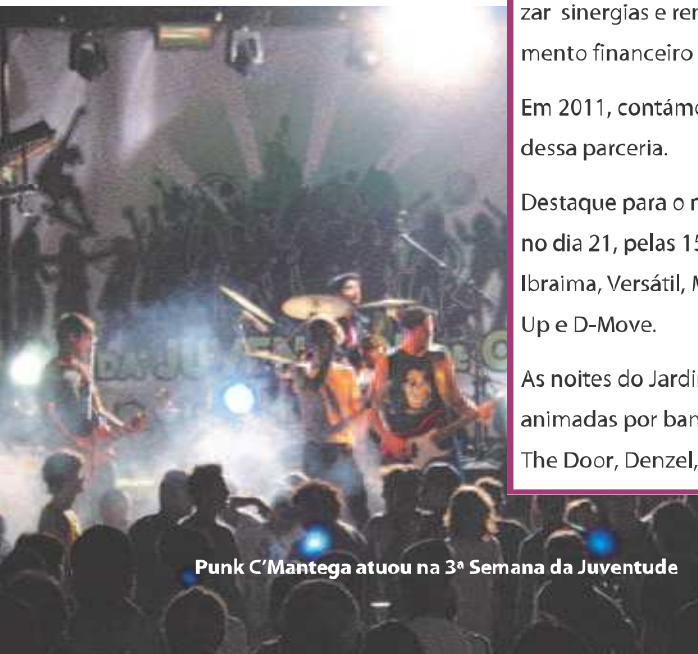 zar sinergias e ren
mento financeiro
Em 2011, contámo
dessa parceria.
Destaque para o
no dia 21, pelas 15
Ibraima, Versátil,
Up e D-Move.
As noites do Jardi
animadas por ban
The Door, Denzel,
DA JUVEN
Punk C’Mantega atuou na 3ª Semana da Juventude